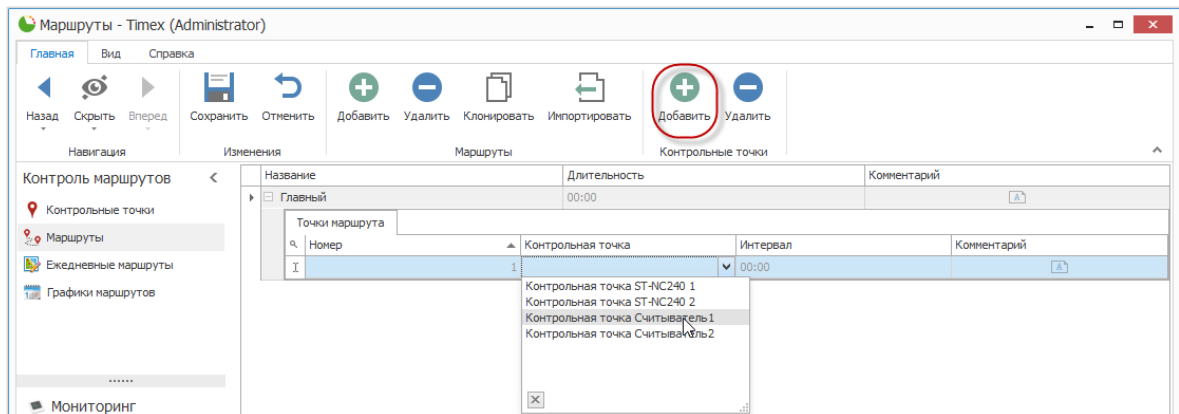 Маршруты - Timex (Administrator)
Главная Вид Справка
Назад Скрыть Вперед Сохранить Отменить Добавить Удалить Клонировать Импортировать Добавить Удалить
Навигация Изменения Маршруты Контрольные точки
Контроль маршрутов
Контрольные точки
Маршруты
Ежедневные маршруты
Графики маршрутов
Мониторинг
Название Длительность Комментарий
Главный 00:00
Точки маршрута
Номер Контрольная точка Интервал Комментарий
1 00:00
Контрольная точка ST-NC240 1
Контрольная точка ST-NC240 2
Контрольная точка Считыватель1
Контрольная точка Считыватель2